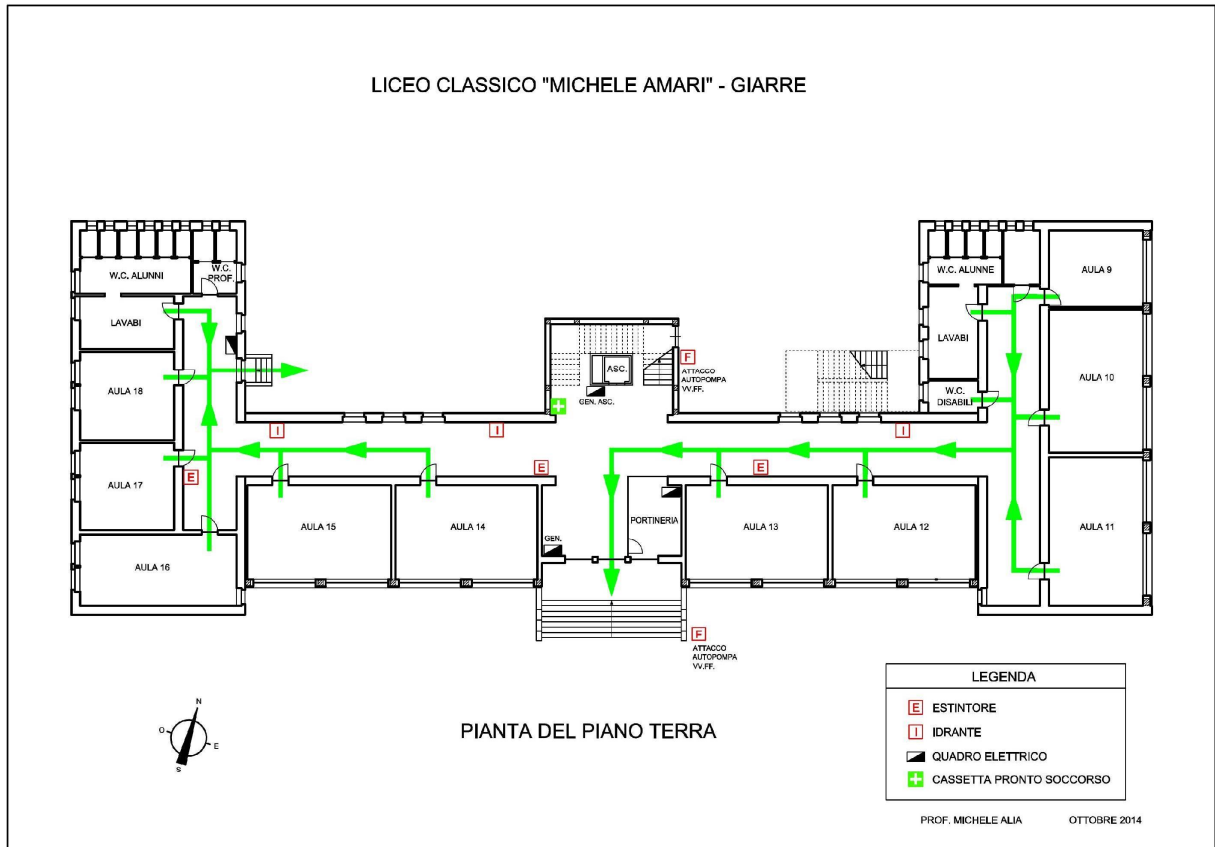 LICEO CLASSICO "MICHELE AMARI" - GIARRE
W.C. ALUNNI
W.C.
PROF.
LAVABI
AULA 18
AULA 17
E
AULA 16
I
I
E
AULA 15
AULA 14
GEN.
ASC.
GEN. ASC.
F
ATTACCO
AUTOPOMPA
VV.FF.
PORTINERIA
W.C. ALUNNE
LAVABI
W.C.
DISABILI
AULA 9
AULA 10
AULA 11
I
E
AULA 13
AULA 12
F
ATTACCO
AUTOPOMPA
VV.FF.
N
O
E
S
PIANTA DEL PIANO TERRA
LEGENDA
E ESTINTORE
I IDRANTE
QUADRO ELETTRICO
CASSETTA PRONTO SOCCORSO
PROF. MICHELE ALIA OTTOBRE 2014